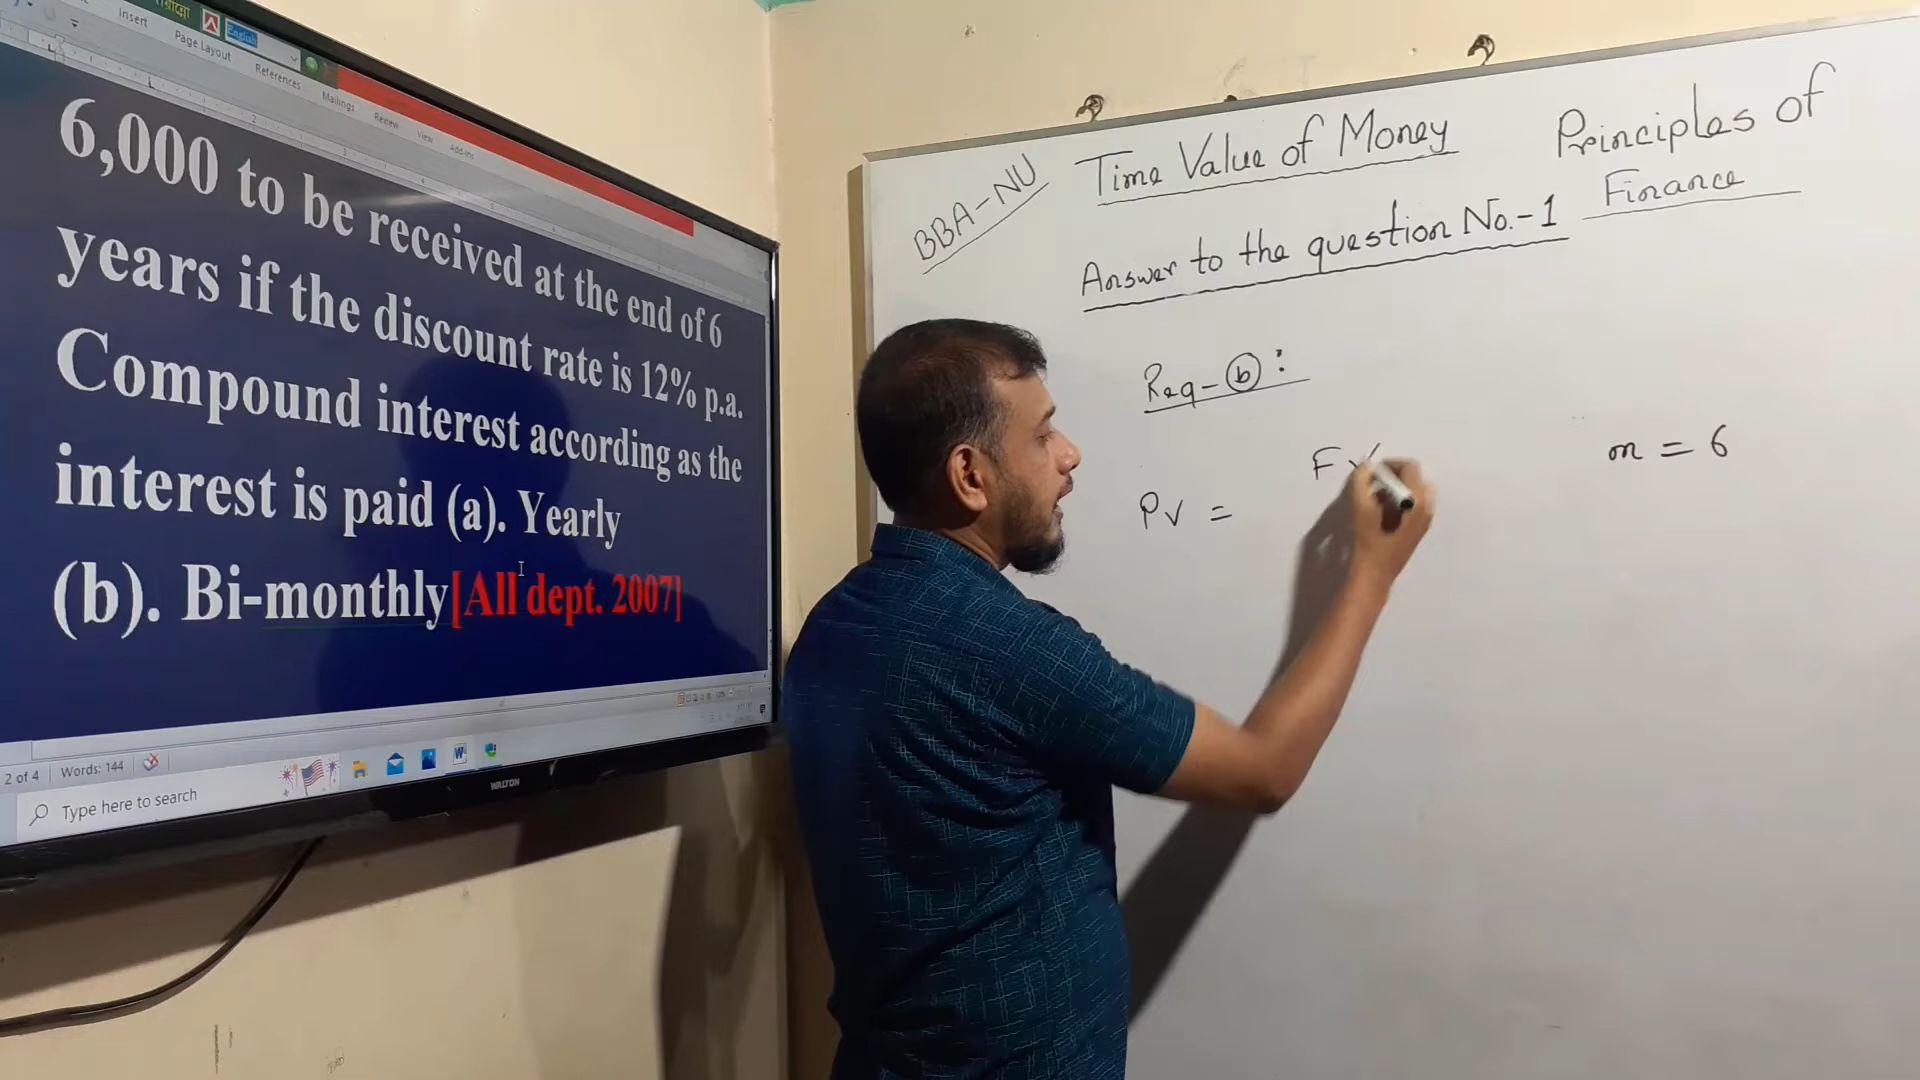 English
Insert
Page Layout
References
Mailings
Review
View
Add-Ins
6,000 to be received at the end of 6
years if the discount rate is 12% p.a.
Compound interest according as the
interest is paid (a). Yearly
(b). Bi-monthly[All dept. 2007]
2 of 4
Words: 144
Type here to search
WALTON
BBA-NU
Time Value of Money
Principles of
Finance
Answer to the question No.-1
Req-b:
m = 6
FV
PV =